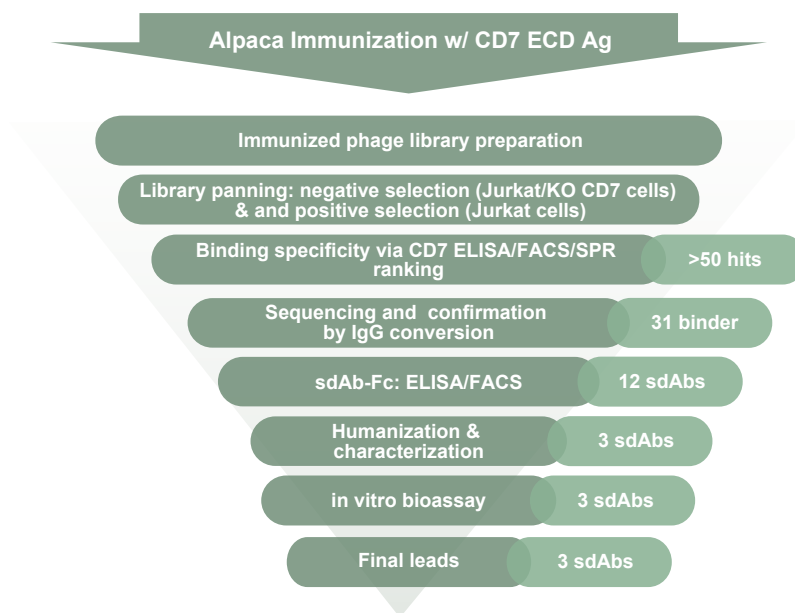 Alpaca Immunization w/ CD7 ECD Ag
Immunized phage library preparation
Library panning: negative selection (Jurkat/KO CD7 cells)
& and positive selection (Jurkat cells)
Binding specificity via CD7 ELISA/FACS/SPR
ranking
>50 hits
Sequencing and confirmation
by IgG conversion
31 binder
sdAb-Fc: ELISA/FACS
12 sdAbs
Humanization &
characterization
3 sdAbs
in vitro bioassay
3 sdAbs
Final leads
3 sdAbs